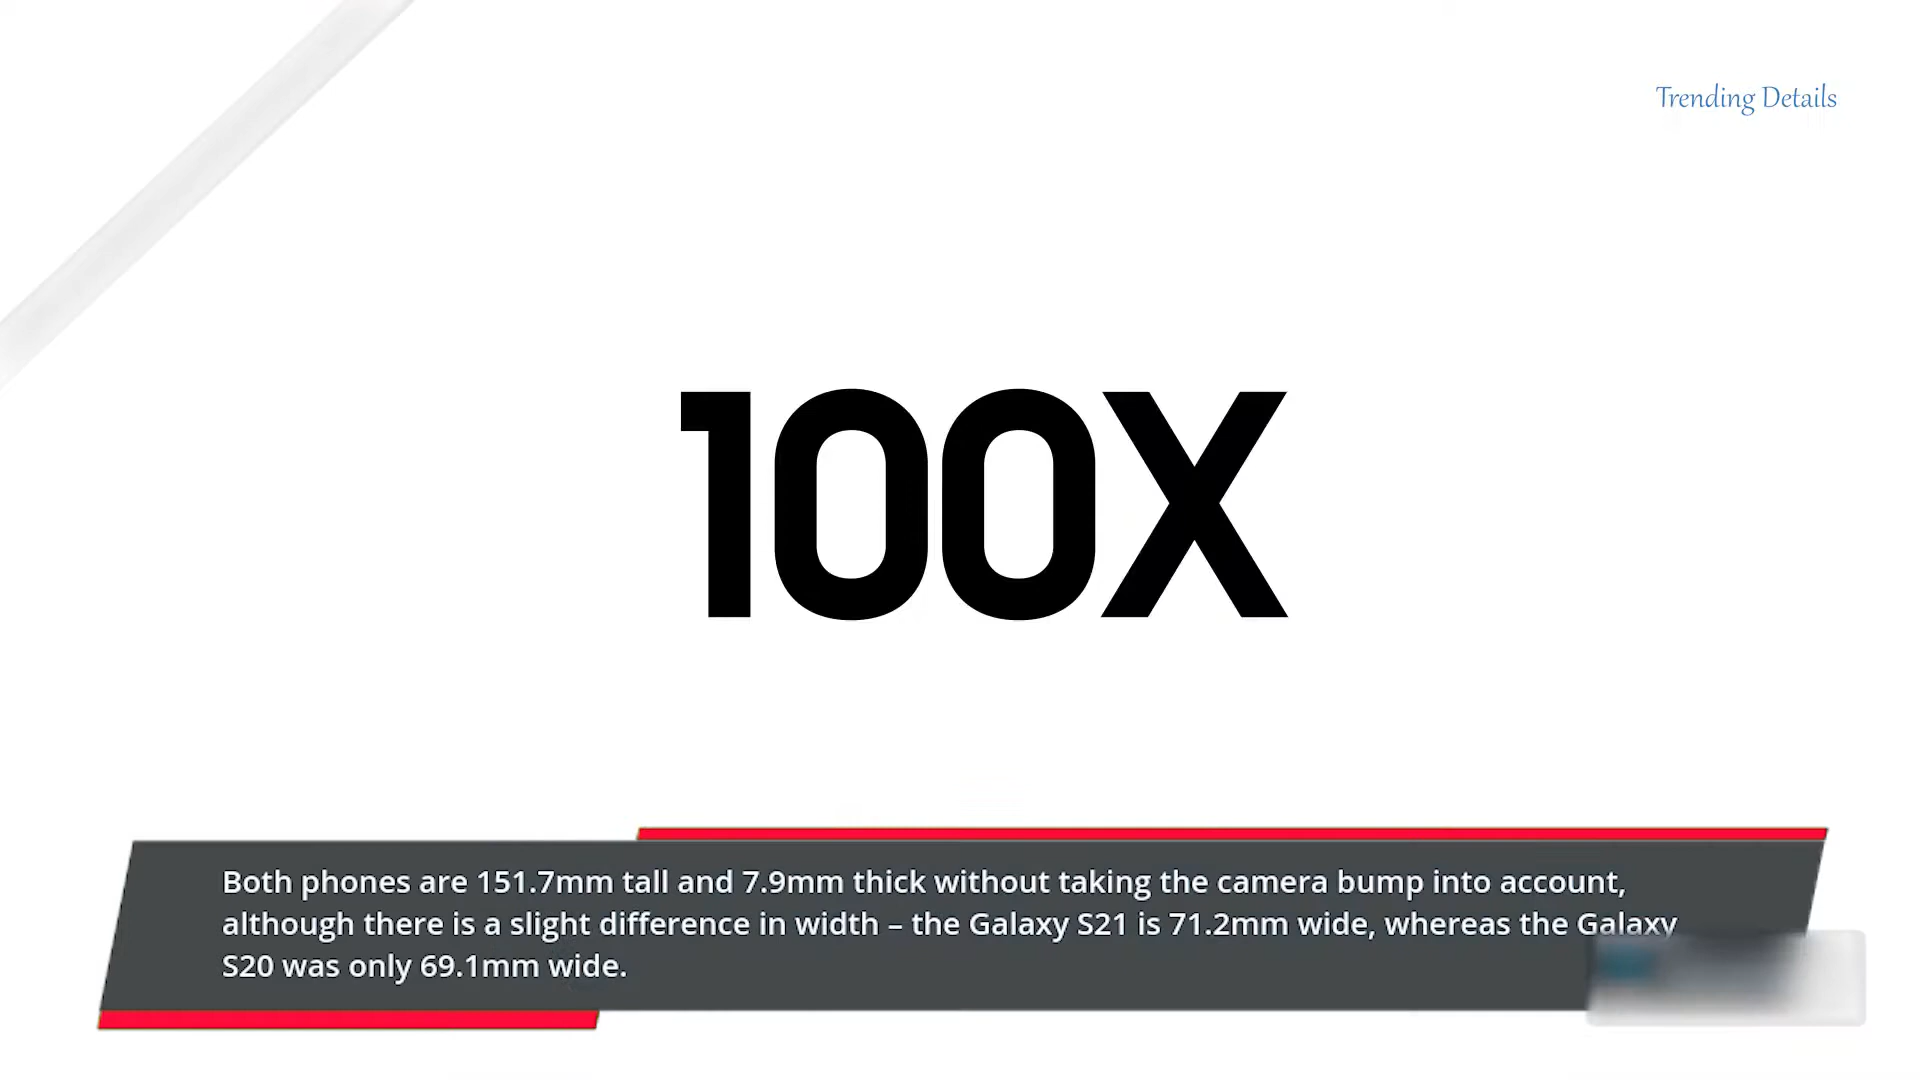 Trending Details
100X
Both phones are 151.7mm tall and 7.9mm thick without taking the camera bump into account,
although there is a slight difference in width – the Galaxy S21 is 71.2mm wide, whereas the Galaxy
S20 was only 69.1mm wide.